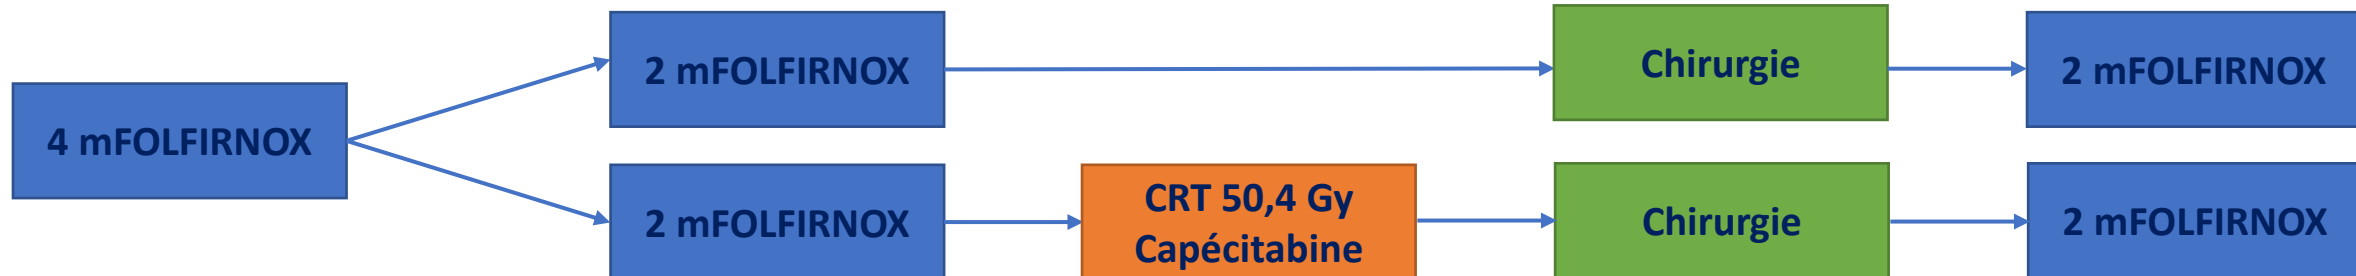 4 mFOLFIRNOX
2 mFOLFIRNOX
Chirurgie
2 mFOLFIRNOX
2 mFOLFIRNOX
CRT 50,4 Gy
Capécitabine
Chirurgie
2 mFOLFIRNOX